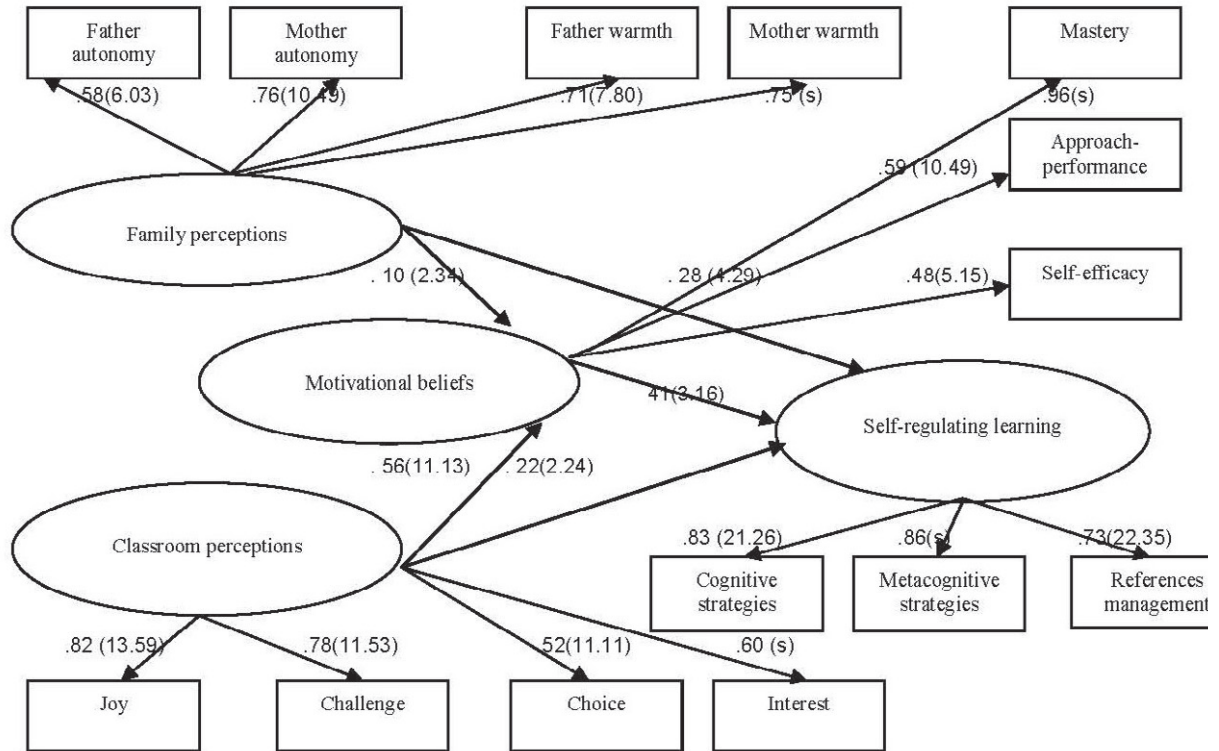 Father
autonomy
Mother
autonomy
Father warmth
Mother warmth
Mastery
.58(6.03)
.76(10.49)
.71(7.80)
.75 (s)
.96(s)
Approach-
performance
.59 (10.49)
Family perceptions
. 10 (2.34)
. 28 (4.29)
.48(5.15)
Self-efficacy
Motivational beliefs
41(3.16)
Self-regulating learning
. 56(11.13)
. 22(2.24)
Classroom perceptions
.83 (21.26)
.86(s)
.73(22.35)
Cognitive
strategies
Metacognitive
strategies
References
management
.82 (13.59)
.78(11.53)
52(11.11)
.60 (s)
Joy
Challenge
Choice
Interest